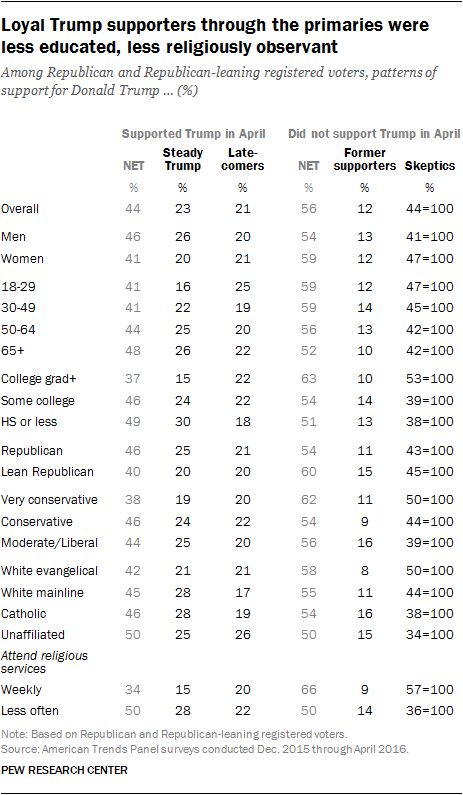 Loyal Trump supporters through the primaries were
less educated, less religiously observant
Among Republican and Republican-leaning registered voters, patterns of
support for Donald Trump ... (%)
Supported Trump in April Did not support Trump in April
NET Steady Trump Late-comers NET Former supporters Skeptics
% % % % % %
Overall 44 23 21 56 12 44=100
Men 46 26 20 54 13 41=100
Women 41 20 21 59 12 47=100
18-29 41 16 25 59 12 47=100
30-49 41 22 19 59 14 45=100
50-64 44 25 20 56 13 42=100
65+ 48 26 22 52 10 42=100
College grad+ 37 15 22 63 10 53=100
Some college 46 24 22 54 14 39=100
HS or less 49 30 18 51 13 38=100
Republican 46 25 21 54 11 43=100
Lean Republican 40 20 20 60 15 45=100
Very conservative 38 19 20 62 11 50=100
Conservative 46 24 22 54 9 44=100
Moderate/Liberal 44 25 20 56 16 39=100
White evangelical 42 21 21 58 8 50=100
White mainline 45 28 17 55 11 44=100
Catholic 46 28 19 54 16 38=100
Unaffiliated 50 25 26 50 15 34=100
Attend religious
services
Weekly 34 15 20 66 9 57=100
Less often 50 28 22 50 14 36=100
Note: Based on Republican and Republican-leaning registered voters.
Source: American Trends Panel surveys conducted Dec. 2015 through April 2016.
PEW RESEARCH CENTER